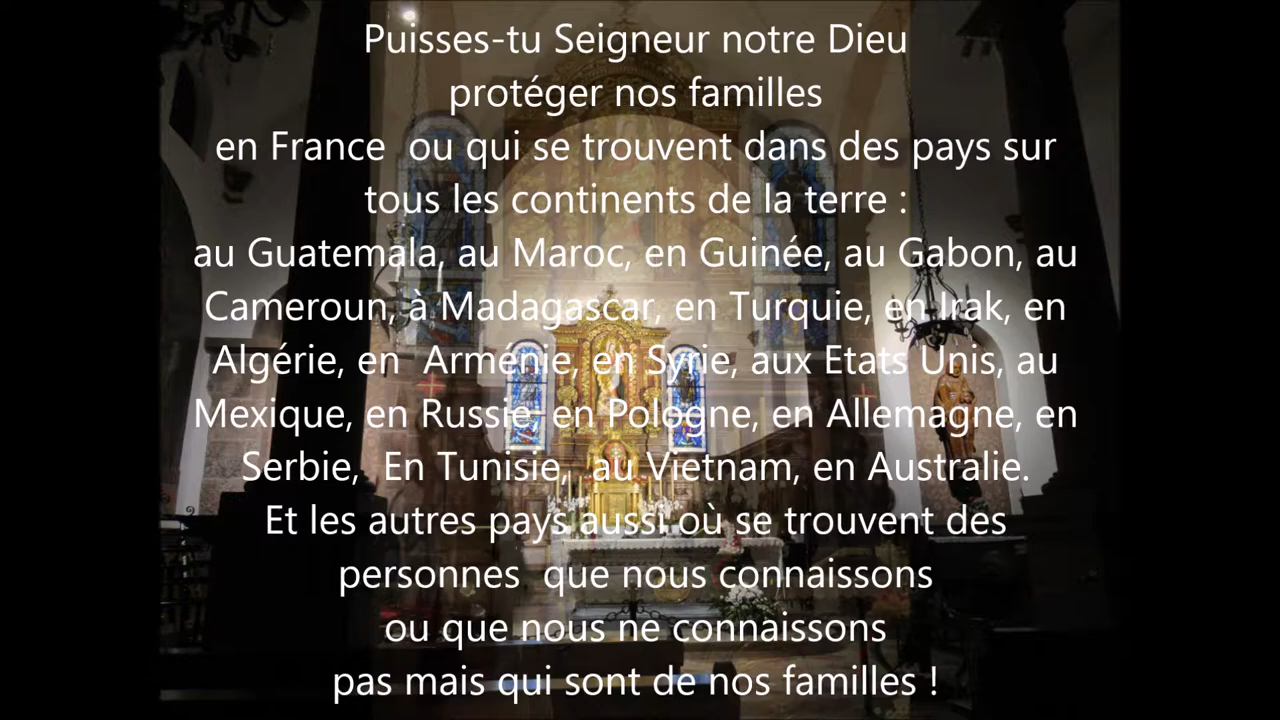 Puisses-tu Seigneur notre Dieu
protéger nos familles
en France  ou qui se trouvent dans des pays sur
tous les continents de la terre :
au Guatemala, au Maroc, en Guinée, au Gabon, au
Cameroun, à Madagascar, en Turquie, en Irak, en
Algérie, en  Arménie, en Syrie, aux Etats Unis, au
Mexique, en Russie, en Pologne, en Allemagne, en
Serbie,  En Tunisie,  au Vietnam, en Australie.
Et les autres pays aussi où se trouvent des
personnes  que nous connaissons
ou que nous ne connaissons
pas mais qui sont de nos familles !